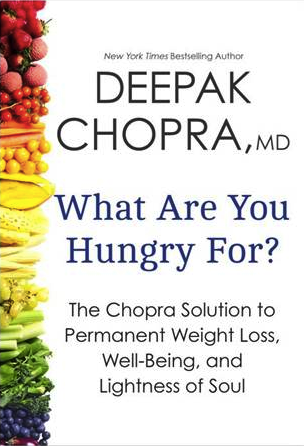 New York Times Bestselling Author
DEEPAK
CHOPRA, MD
What Are You
Hungry For?
The Chopra Solution to
Permanent Weight Loss,
Well-Being, and
Lightness of Soul